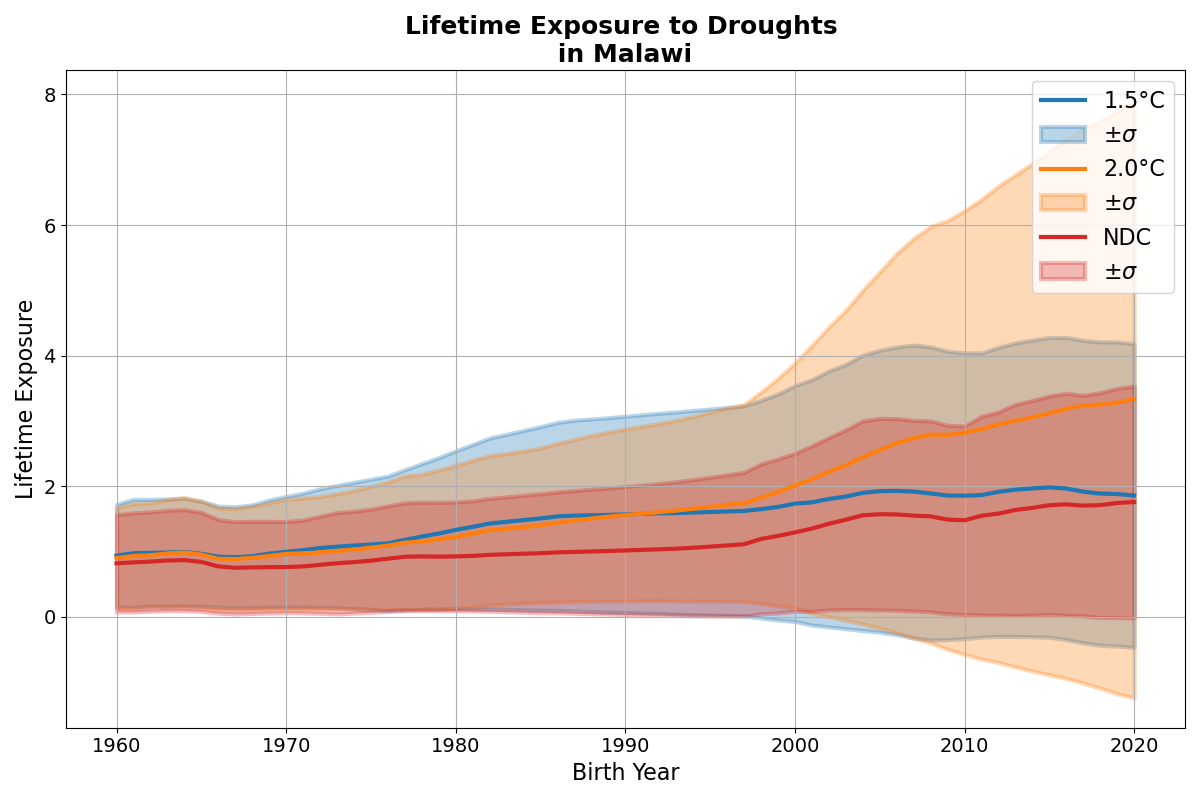 Lifetime Exposure to Droughts
in Malawi
8
6
4
2
0
Lifetime Exposure
1960
1970
1980
1990
2000
2010
2020
Birth Year
1.5°C
±σ
2.0°C
±σ
NDC
±σ